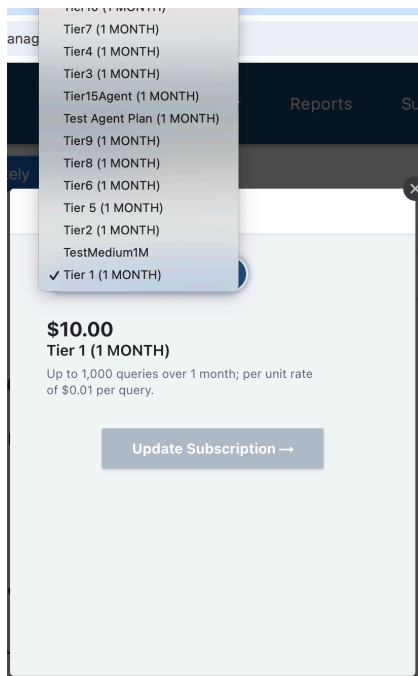 anag
Tier7 (1 MONTH)
Tier4 (1 MONTH)
Tier3 (1 MONTH)
Tier15Agent (1 MONTH)
Reports
Su
Test Agent Plan (1 MONTH)
Tier9 (1 MONTH)
Tier8 (1 MONTH)
ely
Tier6 (1 MONTH)
Tier 5 (1 MONTH)
Tier2 (1 MONTH)
TestMedium1M
✓ Tier 1 (1 MONTH)
$10.00
Tier 1 (1 MONTH)
Up to 1,000 queries over 1 month; per unit rate
of $0.01 per query.
Update Subscription →